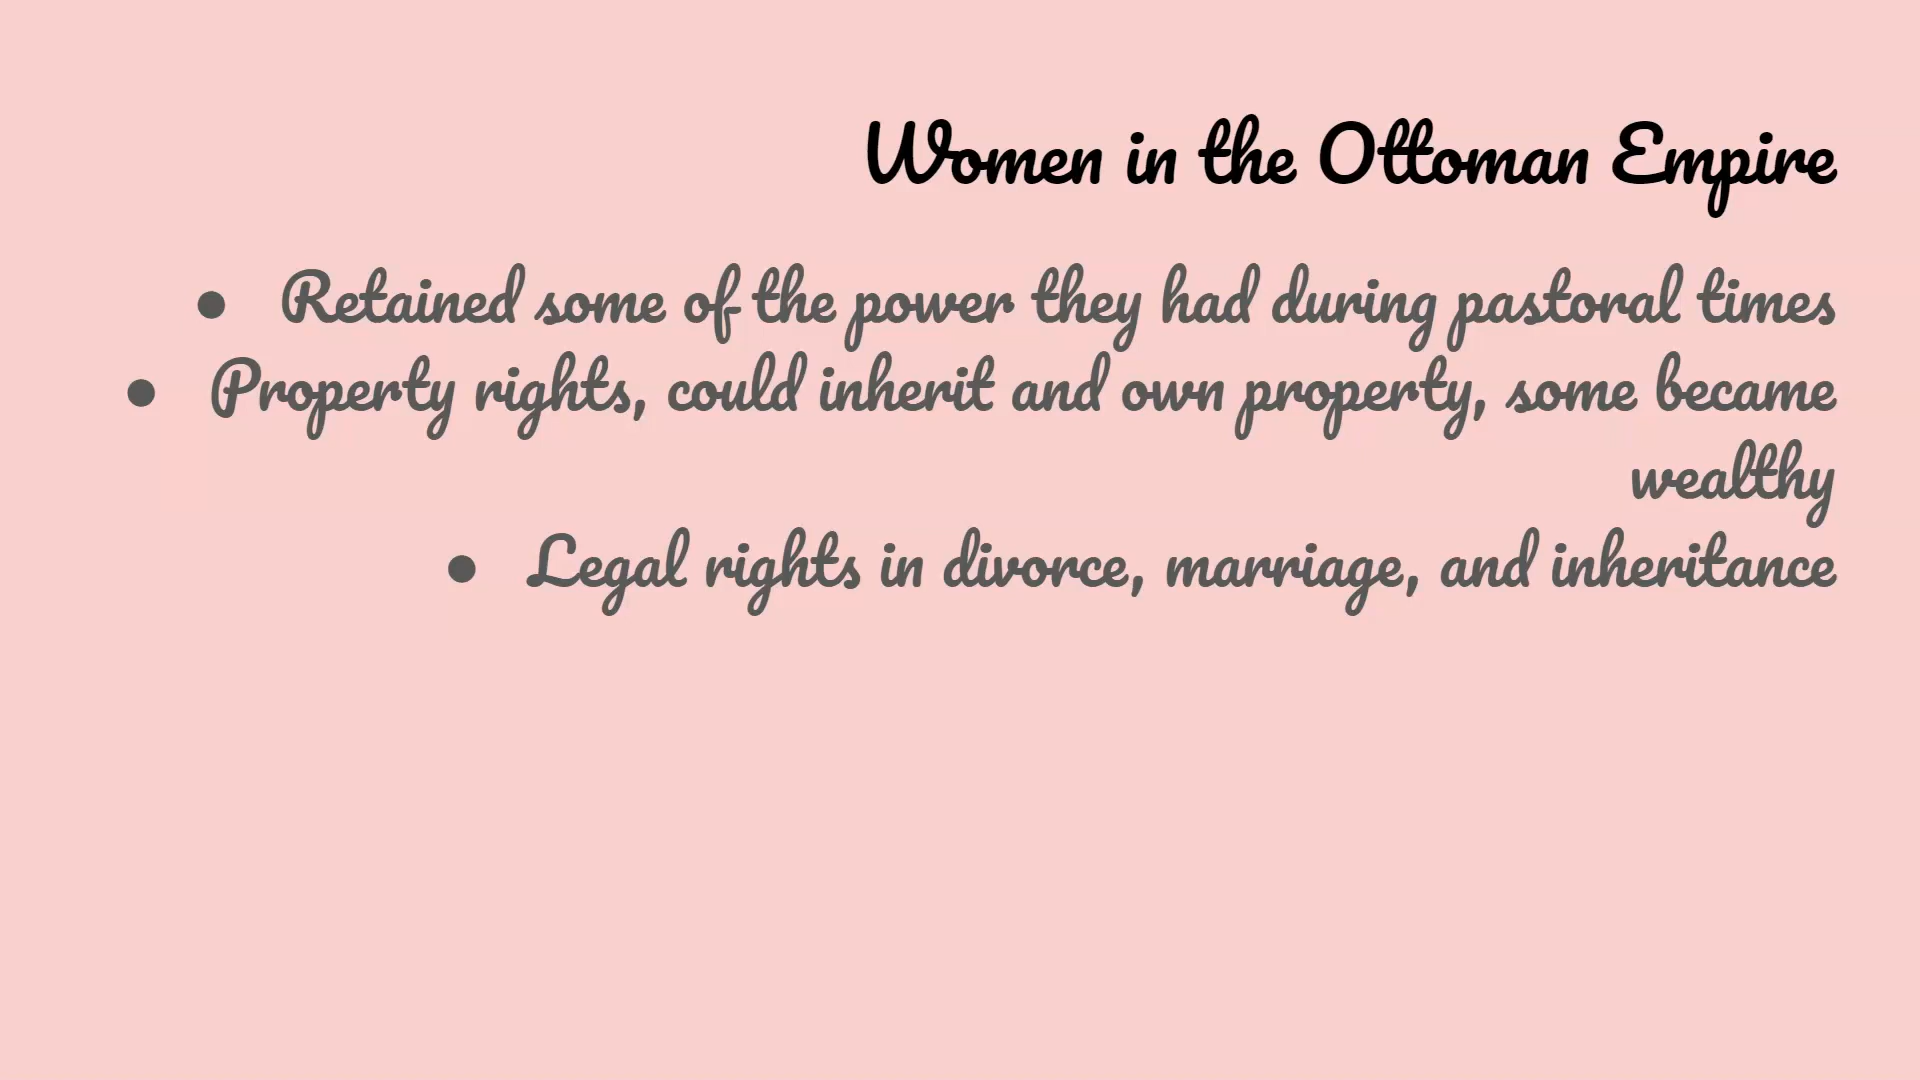 Women in the Ottoman Empire
● Retained some of the power they had during pastoral times
● Property rights, could inherit and own property, some became
wealthy
● Legal rights in divorce, marriage, and inheritance